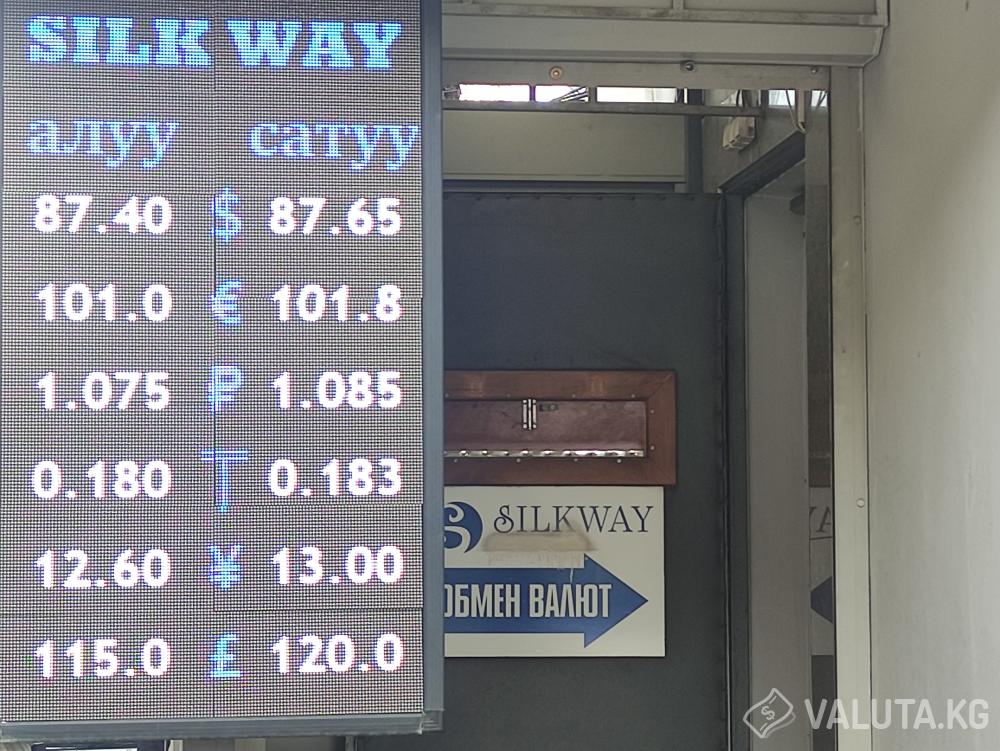 SILK WAY
алуу сатуу
87.40 $ 87.65
101.0 € 101.8
1.075 ₽ 1.085
0.180 ₸ 0.183
12.60 ¥ 13.00
115.0 £ 120.0
SILKWAY
ОБМЕН ВАЛЮТ
VALUTA.KG